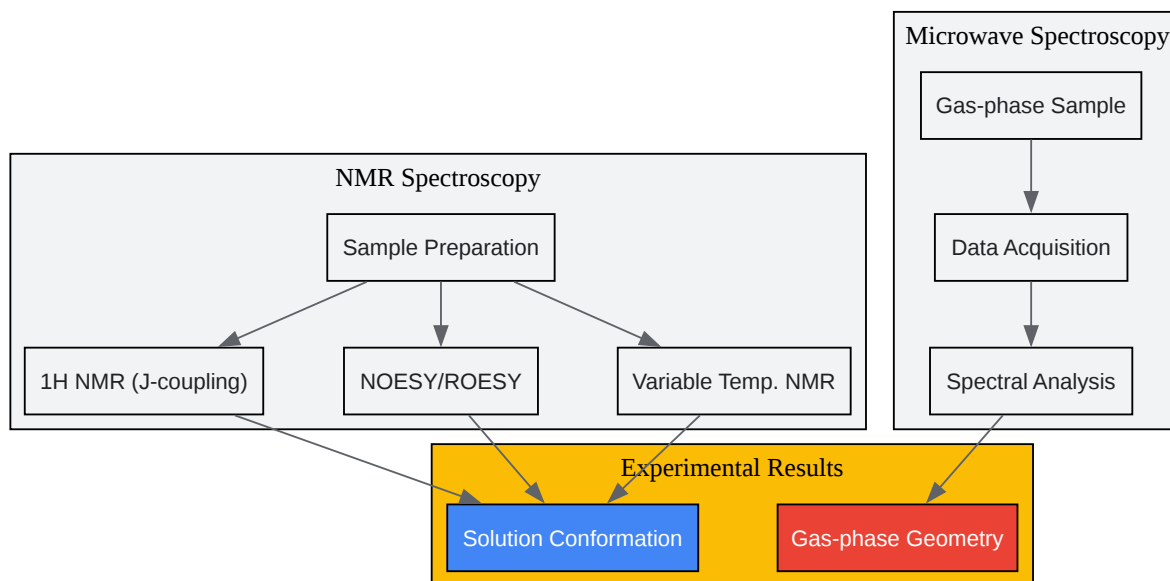 Microwave Spectroscopy
Gas-phase Sample
NMR Spectroscopy
Sample Preparation
Data Acquisition
1H NMR (J-coupling)
NOESY/ROESY
Variable Temp. NMR
Spectral Analysis
Experimental Results
Solution Conformation
Gas-phase Geometry